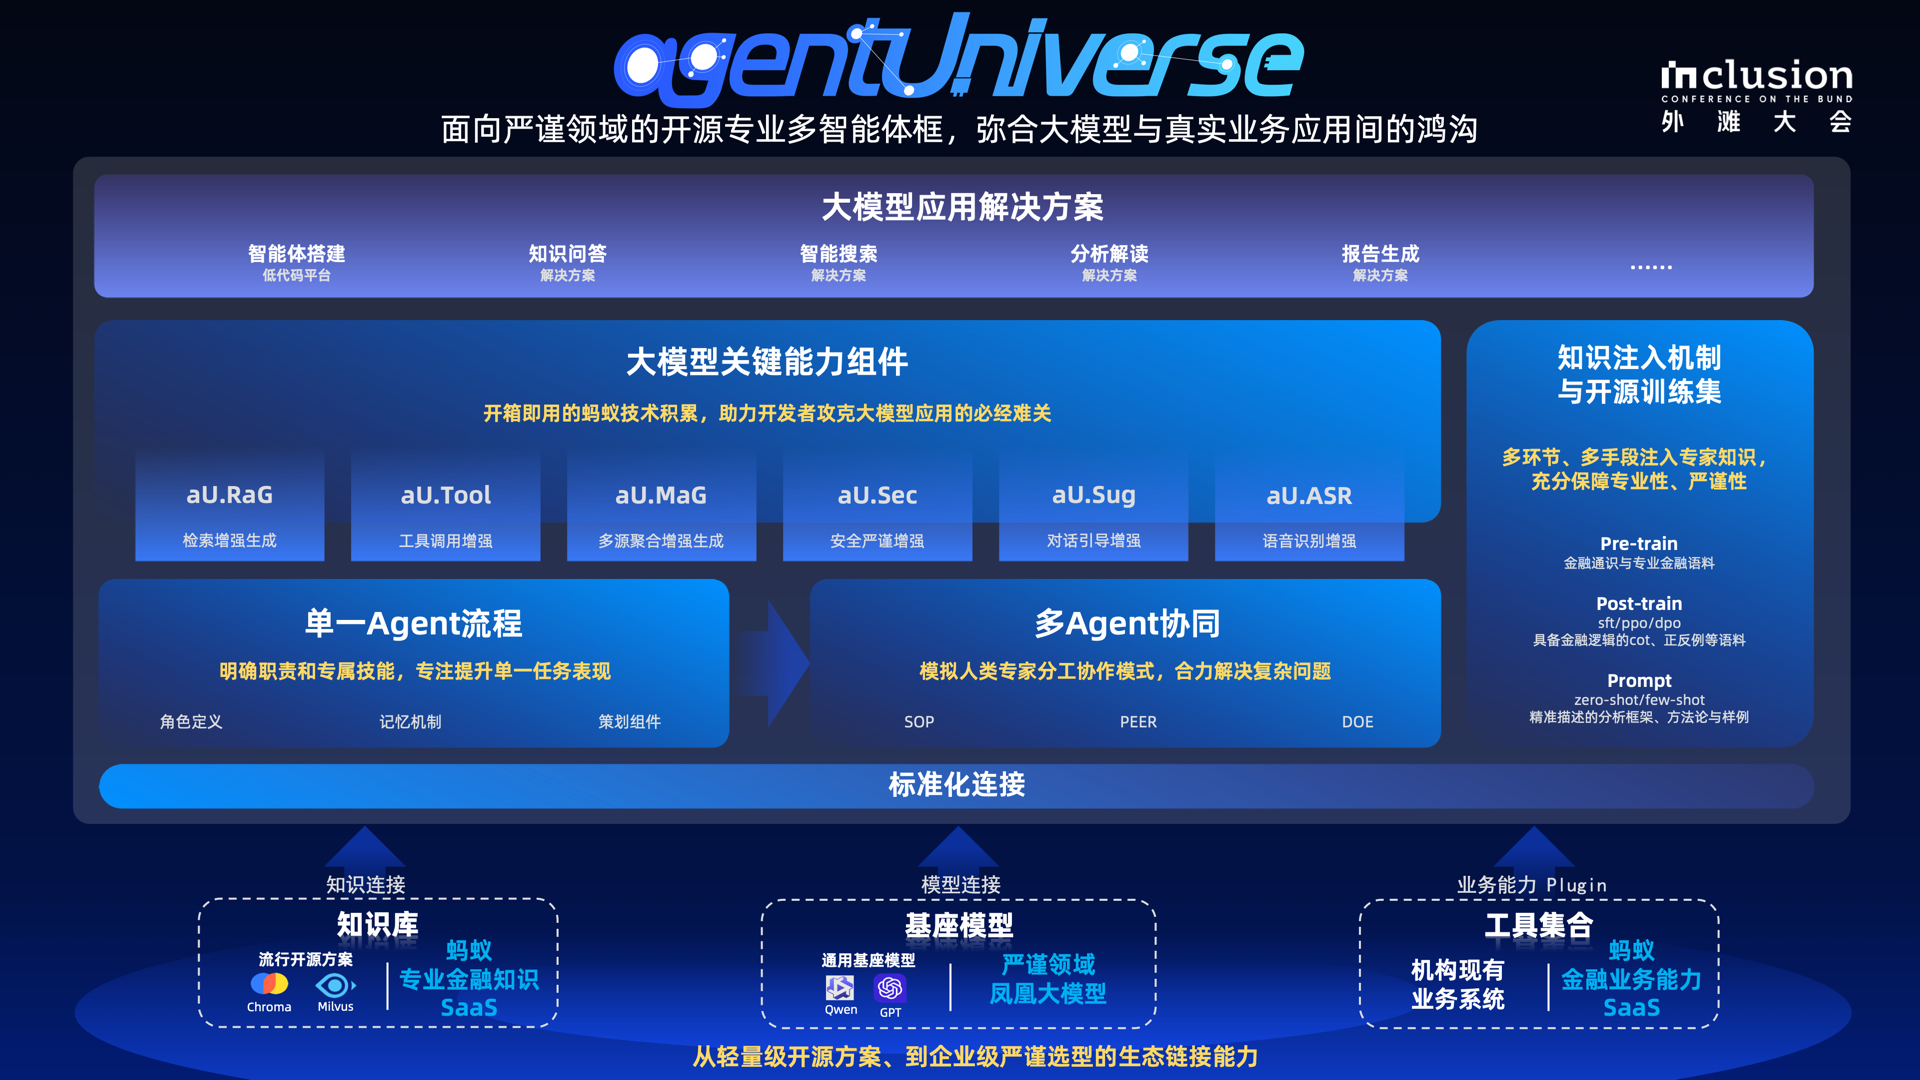 agentUniverse
inclusion
CONFERENCE ON THE BUND
外滩大会
面向严谨领域的开源专业多智能体框，弥合大模型与真实业务应用间的鸿沟
大模型应用解决方案
智能体搭建
低代码平台
知识问答
解决方案
智能搜索
解决方案
分析解读
解决方案
报告生成
解决方案
......
大模型关键能力组件
开箱即用的蚂蚁技术积累，助力开发者攻克大模型应用的必经难关
aU.RaG
检索增强生成
aU.Tool
工具调用增强
aU.MaG
多源聚合增强生成
aU.Sec
安全严谨增强
aU.Sug
对话引导增强
aU.ASR
语音识别增强
知识注入机制
与开源训练集
多环节、多手段注入专家知识，
充分保障专业性、严谨性
Pre-train
金融通识与专业金融语料
Post-train
sft/ppo/dpo
具备金融逻辑的cot、正反例等语料
Prompt
zero-shot/few-shot
精准描述的分析框架、方法论与样例
单一Agent流程
明确职责和专属技能，专注提升单一任务表现
角色定义
记忆机制
策划组件
多Agent协同
模拟人类专家分工协作模式，合力解决复杂问题
SOP
PEER
DOE
标准化连接
知识连接
知识库
流行开源方案
Chroma
Milvus
蚂蚁
专业金融知识
SaaS
模型连接
基座模型
通用基座模型
Qwen
GPT
严谨领域
凤凰大模型
业务能力 Plugin
工具集合
机构现有
业务系统
蚂蚁
金融业务能力
SaaS
从轻量级开源方案、到企业级严谨选型的生态链接能力